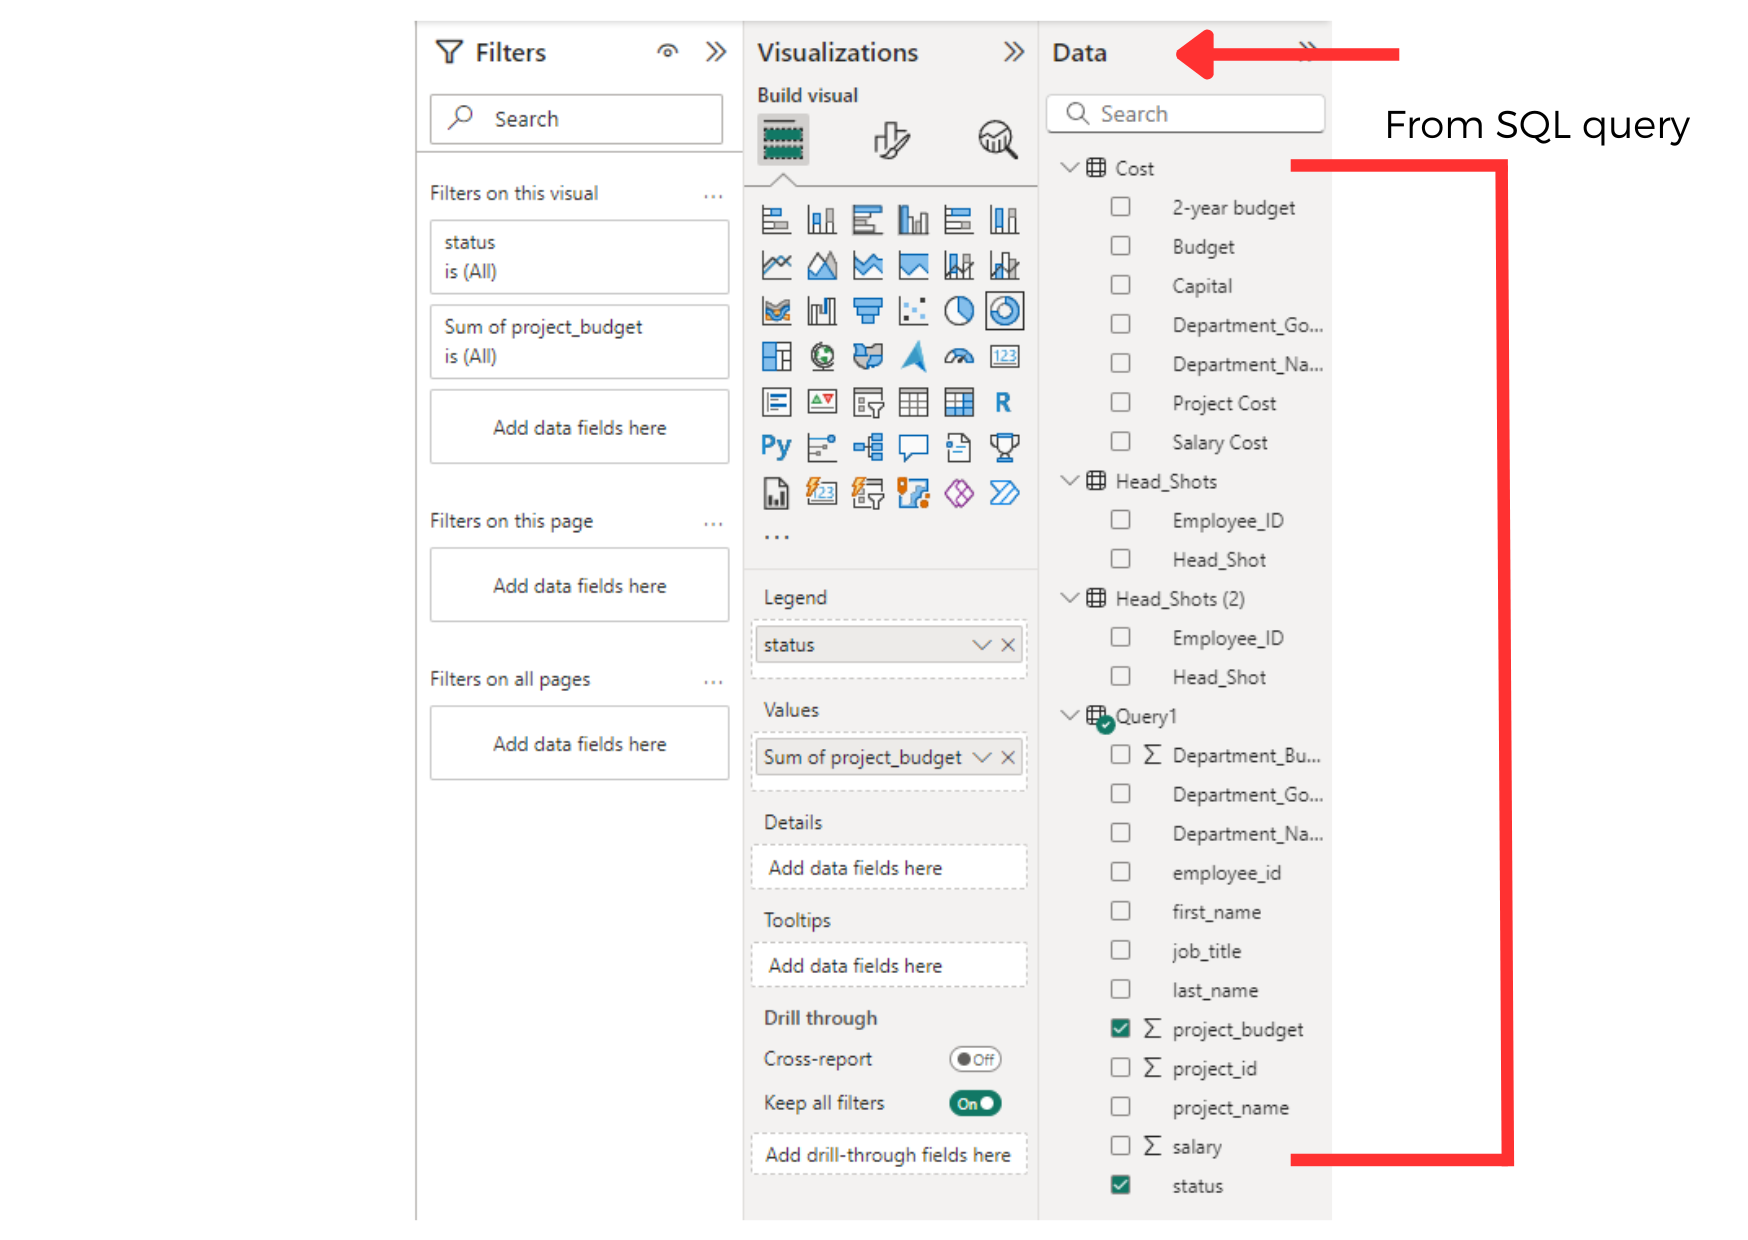 Filters
Search
Filters on this visual
...
status
is (All)
Sum of project_budget
is (All)
Add data fields here
Filters on this page
...
Add data fields here
Filters on all pages
...
Add data fields here
Visualizations
Build visual
123
R
Py
123
...
Legend
status
Values
Sum of project_budget
Details
Add data fields here
Tooltips
Add data fields here
Drill through
Cross-report
Off
Keep all filters
On
Add drill-through fields here
Data
Search
Cost
2-year budget
Budget
Capital
Department_Go...
Department_Na...
Project Cost
Salary Cost
Head_Shots
Employee_ID
Head_Shot
Head_Shots (2)
Employee_ID
Head_Shot
Query1
Σ Department_Bu...
Department_Go...
Department_Na...
employee_id
first_name
job_title
last_name
Σ project_budget
Σ project_id
project_name
Σ salary
status
From SQL query